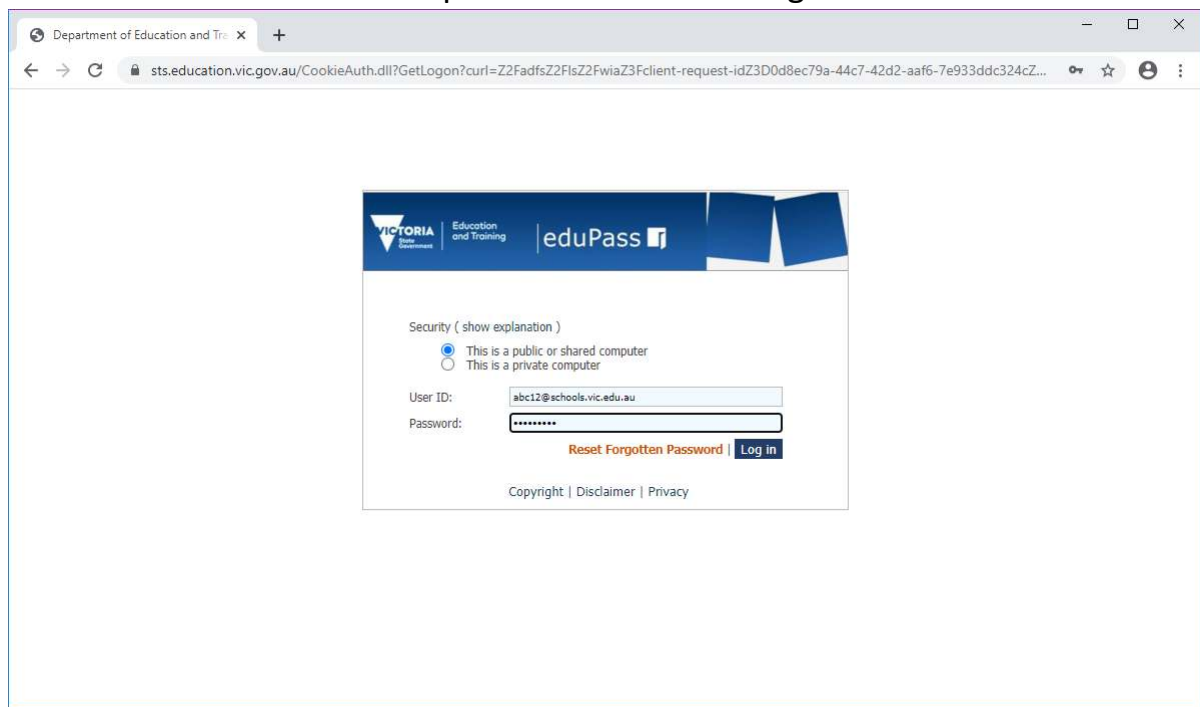 Department of Education and Tra
sts.education.vic.gov.au/CookieAuth.dll?GetLogon?curl=Z2FadfsZ2FlsZ2FwiaZ3Fclient-request-idZ3D0d8ec79a-44c7-42d2-aaf6-7e933ddc324cZ...
VICTORIA
State
Government
Education
and Training
eduPass
Security ( show explanation )
This is a public or shared computer
This is a private computer
User ID: abc12@schools.vic.edu.au
Password: •••••••••
Reset Forgotten Password | Log in
Copyright | Disclaimer | Privacy